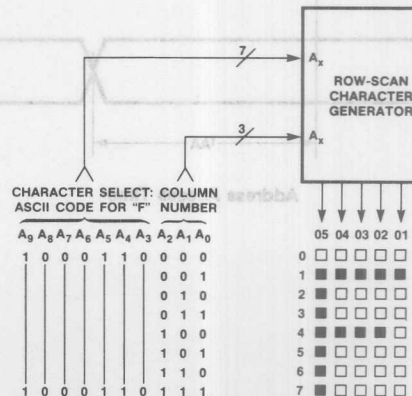 7
Aₓ
ROW-SCAN
CHARACTER
GENERATOR
3
Aₓ
CHARACTER SELECT:
ASCII CODE FOR "F"
COLUMN
NUMBER
A₉ A₈ A₇ A₆ A₅ A₄ A₃ A₂ A₁ A₀
05 04 03 02 01
1 0 0 0 1 1 0 0 0 0
0 0 1
0 1 0
0 1 1
1 0 0
1 0 1
1 1 0
1 0 0 0 1 1 0 1 1 1
0
1
2
3
4
5
6
7